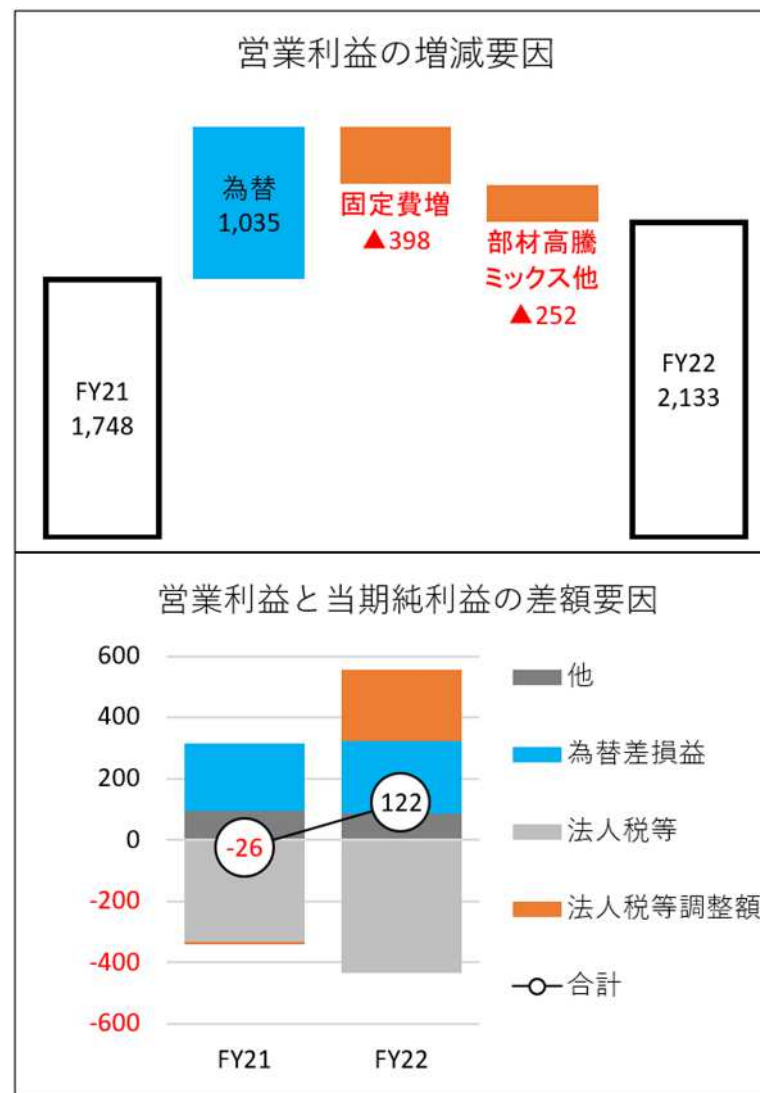 営業利益の増減要因
為替
1,035
固定費増
▲398
部材高騰
ミックス他
▲252
FY21
1,748
FY22
2,133
営業利益と当期純利益の差額要因
600
400
200
0
-200
-400
-600
-26
122
FY21
FY22
他
為替差損益
法人税等
法人税等調整額
合計